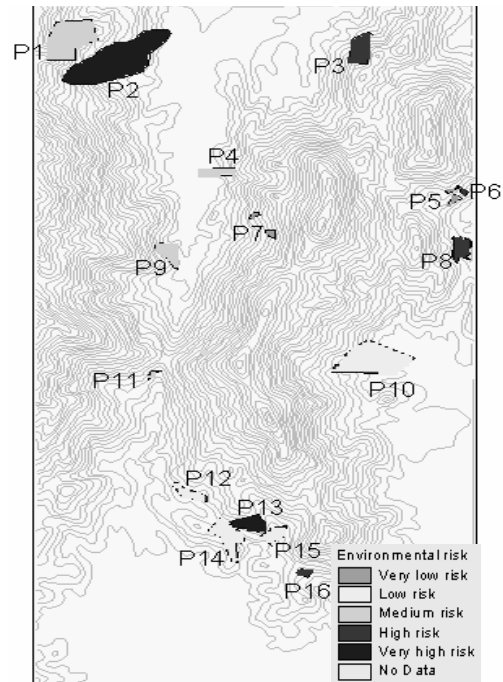 P1
P2
P3
P4
P5
P6
P7
P8
P9
P10
P11
P12
P13
P14
P15
P16
Environmental risk
Very low risk
Low risk
Medium risk
High risk
Very high risk
No Data